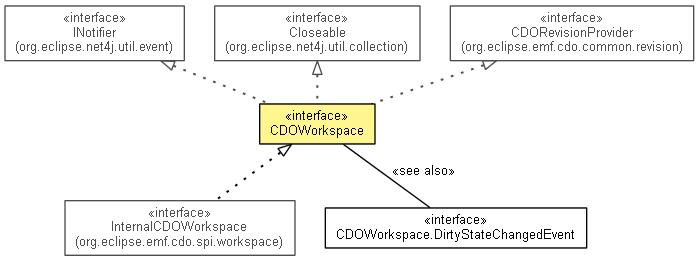 «interface»
INotifier
(org.eclipse.net4j.util.event)
«interface»
Closeable
(org.eclipse.net4j.util.collection)
«interface»
CDORevisionProvider
(org.eclipse.emf.cdo.common.revision)
«interface»
CDOWorkspace
«see also»
«interface»
InternalCDOWorkspace
(org.eclipse.emf.cdo.spi.workspace)
«interface»
CDOWorkspace.DirtyStateChangedEvent